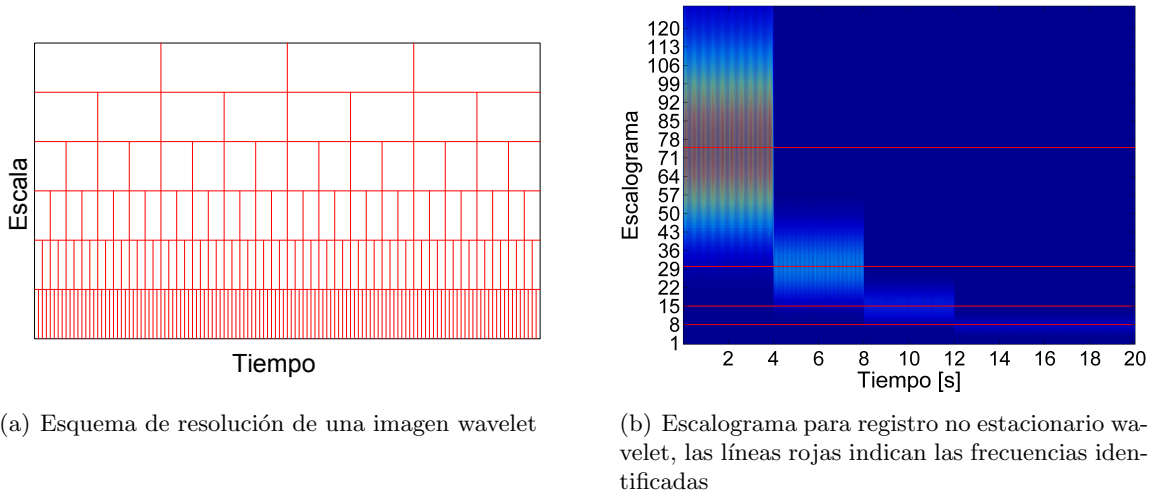 Escala
Tiempo
(a) Esquema de resolución de una imagen wavelet
Escalograma
120
113
106
99
92
85
78
71
64
57
50
43
36
29
22
15
8
1
2 4 6 8 10 12 14 16 18 20
Tiempo [s]
(b) Escalograma para registro no estacionario wa-
velet, las líneas rojas indican las frecuencias iden-
tificadas